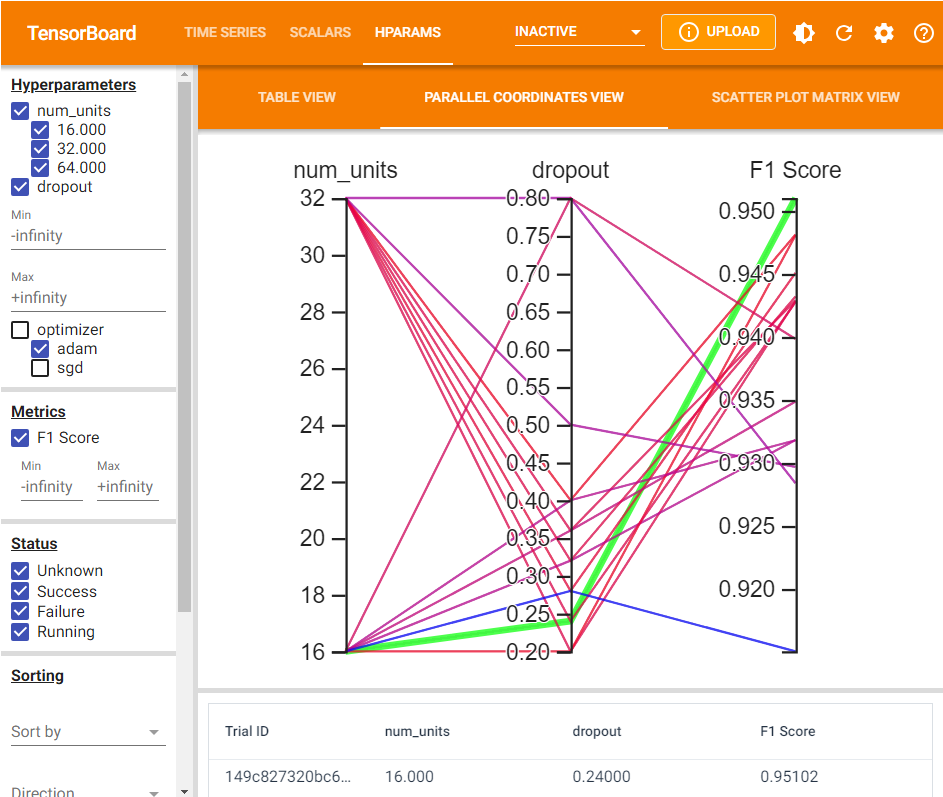 TensorBoard TIME SERIES SCALARS HPARAMS INACTIVE UPLOAD
TABLE VIEW PARALLEL COORDINATES VIEW SCATTER PLOT MATRIX VIEW
Hyperparameters
num_units
16.000
32.000
64.000
dropout
Min
-infinity
Max
+infinity
optimizer
adam
sgd
Metrics
F1 Score
Min Max
-infinity +infinity
Status
Unknown
Success
Failure
Running
Sorting
Sort by
Direction
num_units
32
30
28
26
24
22
20
18
16
dropout
0.80
0.75
0.70
0.65
0.60
0.55
0.50
0.45
0.40
0.35
0.30
0.25
0.20
F1 Score
0.950
0.945
0.940
0.935
0.930
0.925
0.920
Trial ID num_units dropout F1 Score
149c827320bc6... 16.000 0.24000 0.95102